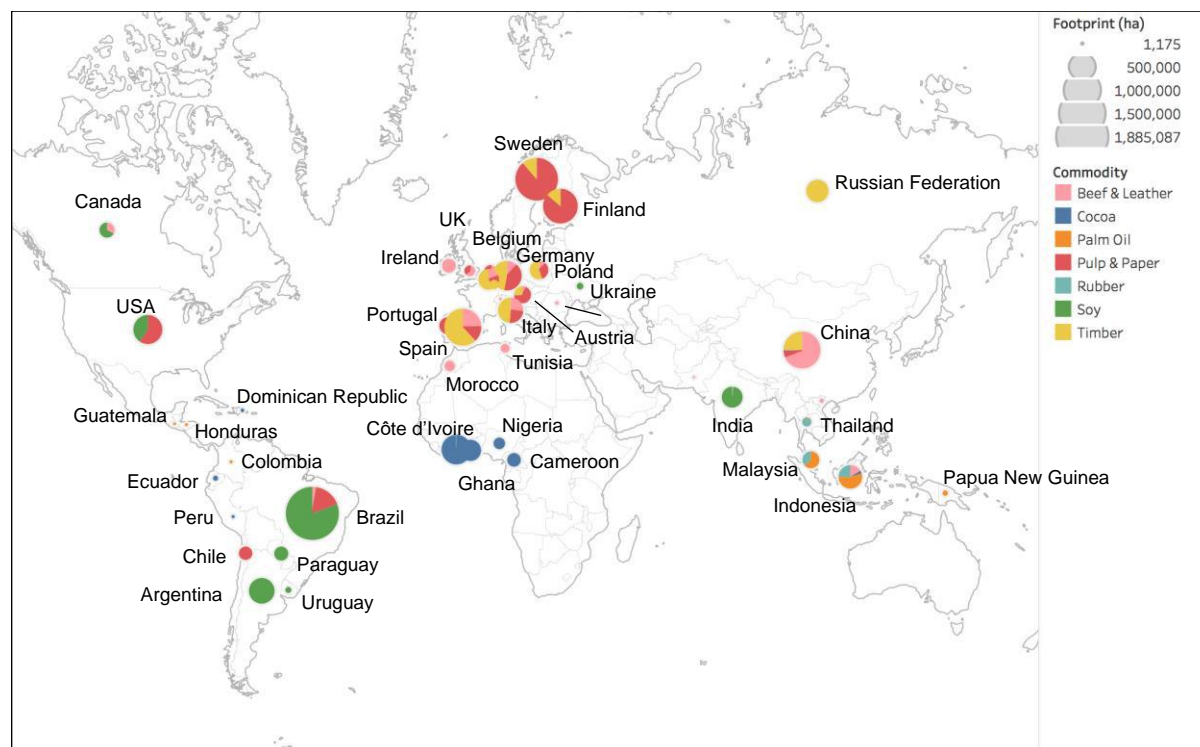 Sweden
Russian Federation
Canada
Finland
UK
Belgium
Germany
Ireland
Poland
Ukraine
USA
Portugal
Italy
Austria
China
Spain
Tunisia
Morocco
Dominican Republic
Guatemala
Honduras
Côte d'Ivoire
Nigeria
India
Thailand
Colombia
Cameroon
Malaysia
Papua New Guinea
Ecuador
Ghana
Indonesia
Peru
Brazil
Chile
Paraguay
Argentina
Uruguay
Footprint (ha)
1,175
500,000
1,000,000
1,500,000
1,885,087
Commodity
Beef & Leather
Cocoa
Palm Oil
Pulp & Paper
Rubber
Soy
Timber